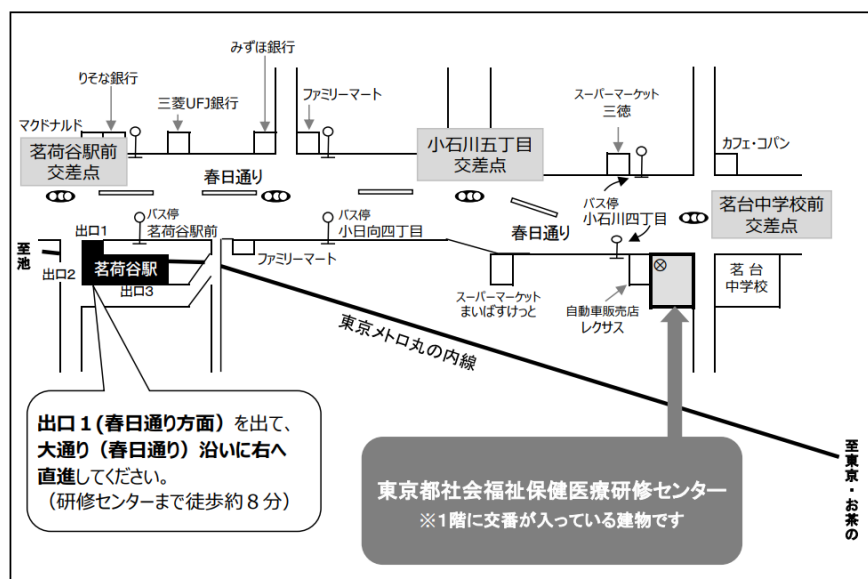 みずほ銀行
りそな銀行
三菱UFJ銀行
ファミリーマート
スーパーマーケット
三徳
マクドナルド
カフェ・コパン
茗荷谷駅前
交差点
小石川五丁目
交差点
春日通り
バス停
茗荷谷駅前
バス停
小日向四丁目
バス停
小石川四丁目
春日通り
茗台中学校前
交差点
出口1
至池
出口2
茗荷谷駅
出口3
ファミリーマート
スーパーマーケット
まいばすけっと
自動車販売店
レクサス
茗台
中学校
東京メトロ丸の内線
出口1(春日通り方面)を出て、
大通り（春日通り）沿いに右へ
直進してください。
（研修センターまで徒歩約８分）
東京都社会福祉保健医療研修センター
※1階に交番が入っている建物です
至東京・お茶の